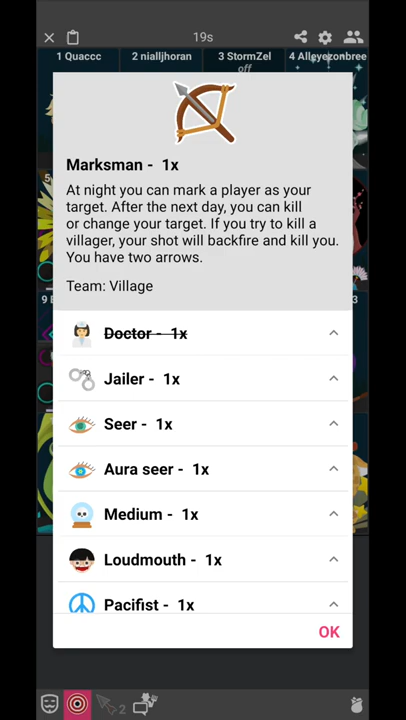 19s
1 Quaccc
2 nialljhoran
3 StormZel
off
Marksman - 1x
At night you can mark a player as your
target. After the next day, you can kill
or change your target. If you try to kill a
villager, your shot will backfire and kill you.
You have two arrows.
Team: Village
Doctor - 1x
Jailer - 1x
Seer - 1x
Aura seer - 1x
Medium - 1x
Loudmouth - 1x
Pacifist - 1x
OK
2